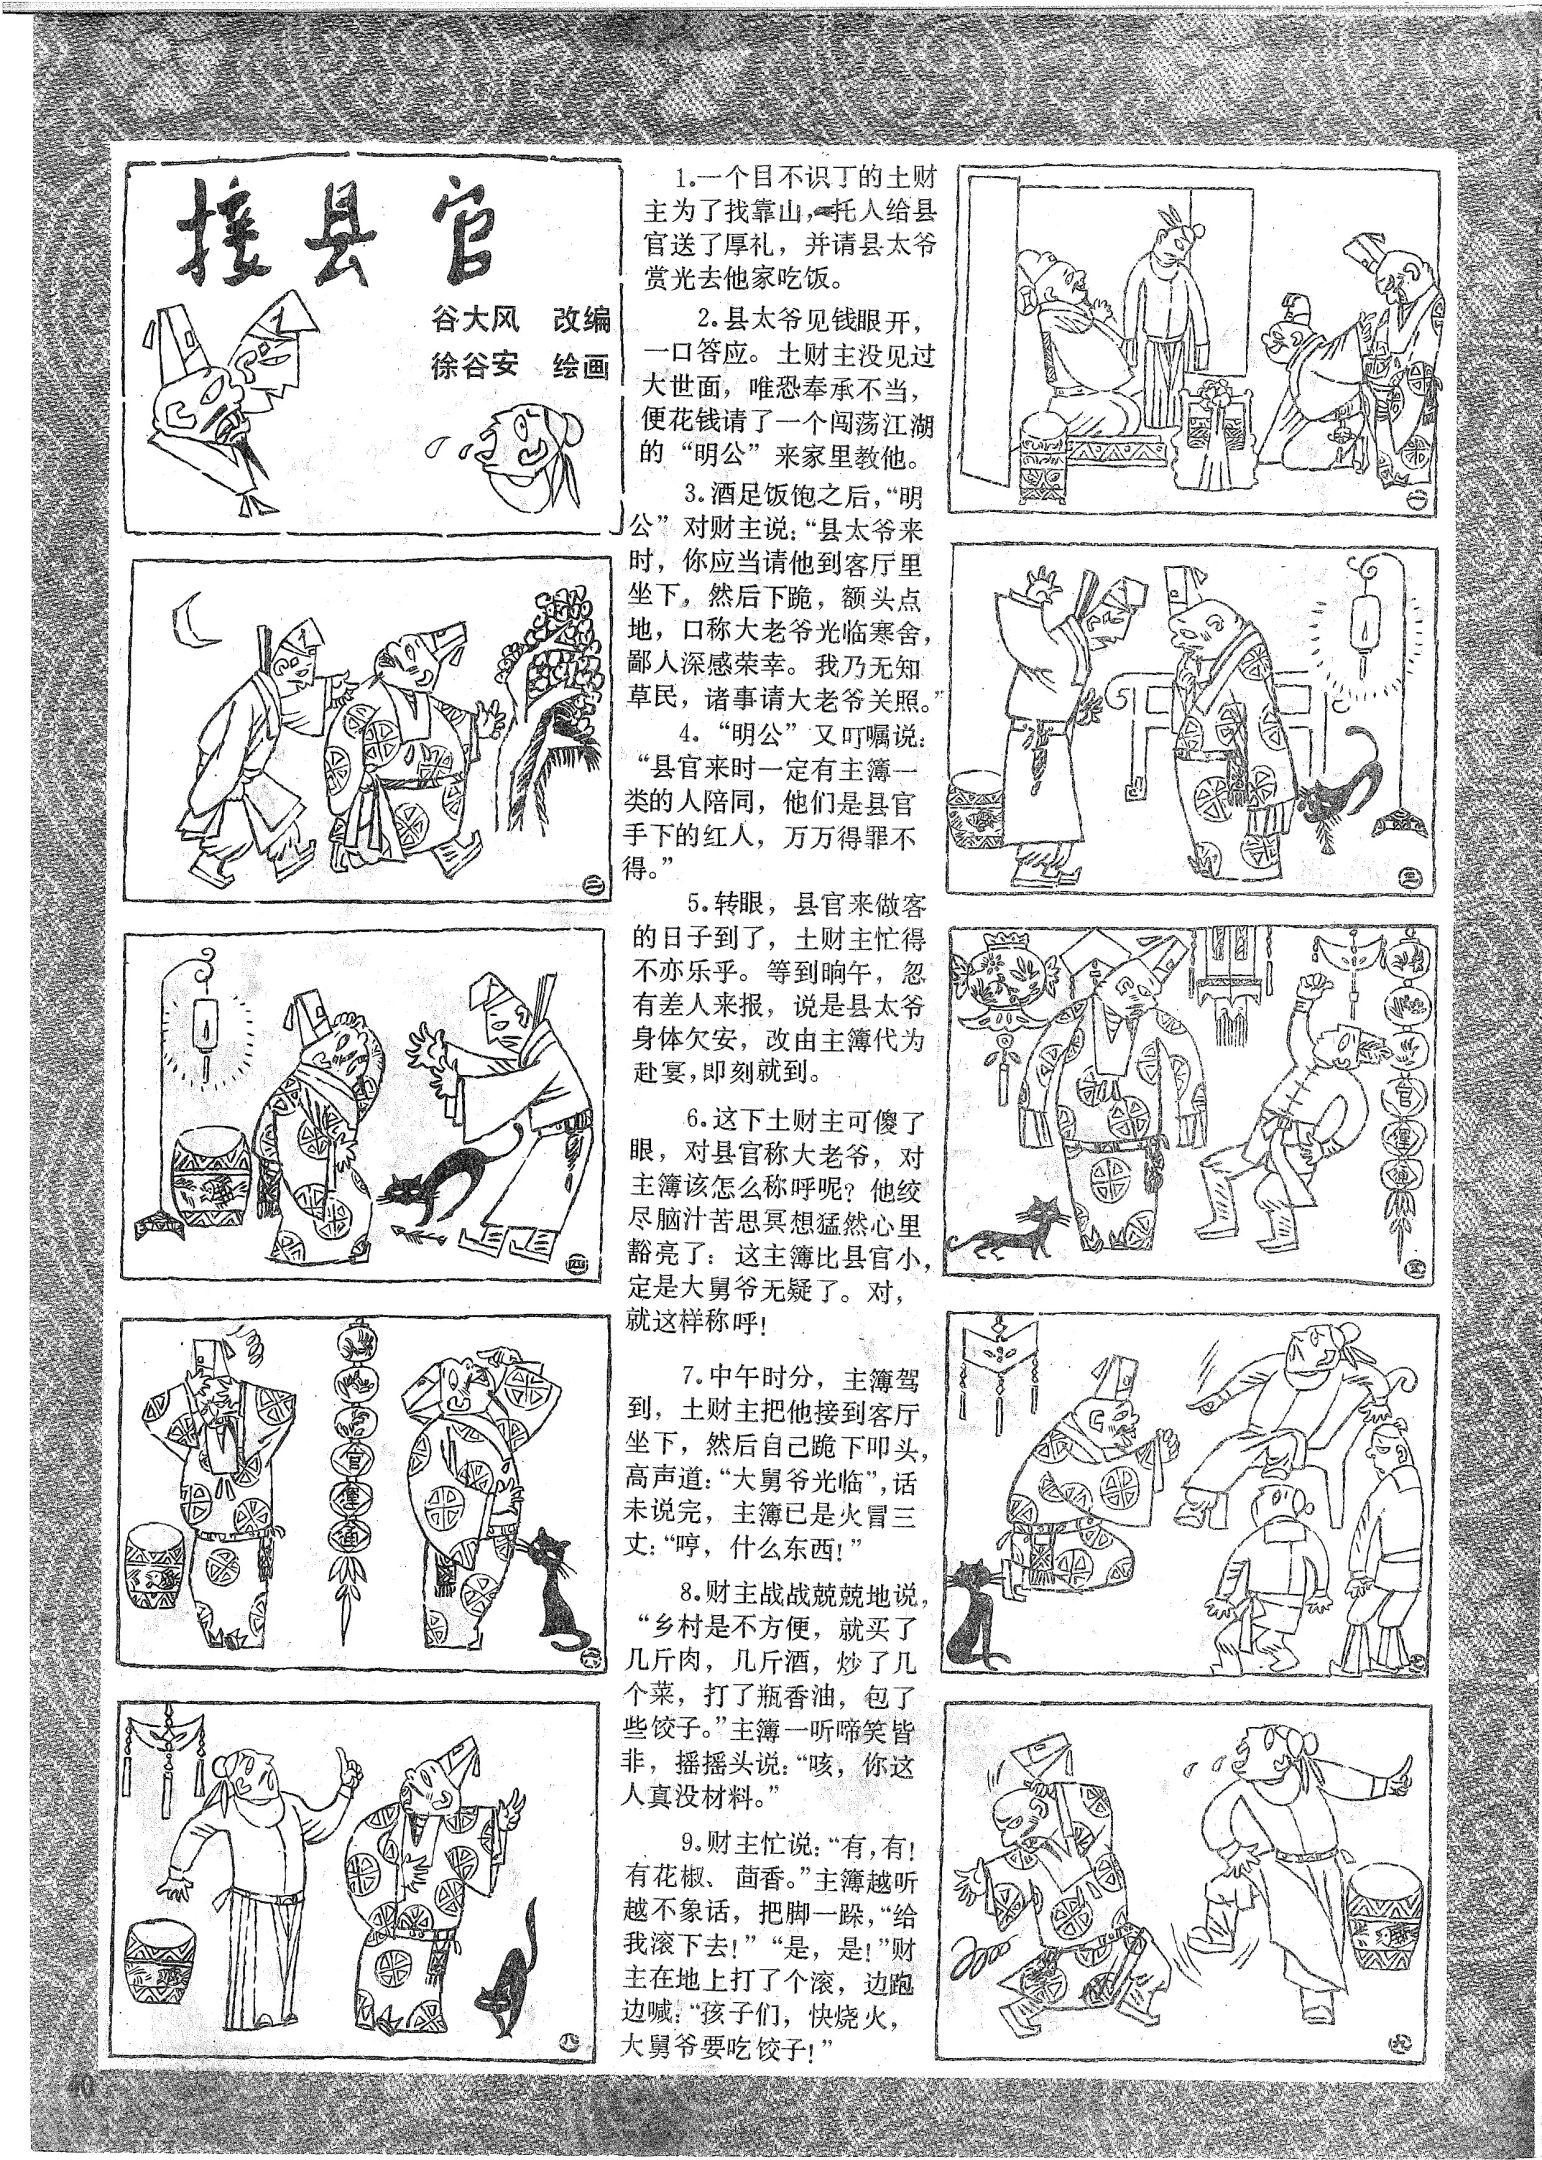 接县官
谷大风 改编
徐谷安 绘画
1.一个目不识丁的土财
主为了找靠山,托人给县
官送了厚礼，并请县太爷
赏光去他家吃饭。
2.县太爷见钱眼开，
一口答应。土财主没见过
大世面，唯恐奉承不当，
便花钱请了一个闯荡江湖
的“明公”来家里教他。
3.酒足饭饱之后,“明
公”对财主说:“县太爷来
时，你应当请他到客厅里
坐下。然后下跪，额头点
地，口称大老爷光临寒舍,
鄙人深感荣幸。我乃无知
草民，诸事请大老爷关照。”
4.“明公”又叮嘱说:
“县官来时一定有主簿一
类的人陪同，他们是县官
手下的红人，万万得罪不
得。”
5.转眼，县官来做客
的日子到了，土财主忙得
不亦乐乎。等到晌午，忽
有差人来报，说是县太爷
身体欠安，改由主簿代为
赴宴,即刻就到。
6.这下土财主可傻了
眼，对县官称大老爷，对
主簿该怎么称呼呢？他绞
尽脑汁苦思冥想猛然心里
豁亮了：这主簿比县官小,
定是大舅爷无疑了。对，
就这样称呼！
7.中午时分，主簿驾
到，土财主把他接到客厅
坐下，然后自己跪下叩头,
高声道:“大舅爷光临”,话
未说完，主簿已是火冒三
丈:“哼，什么东西！”
8.财主战战兢兢地说,
“乡村是不方便，就买了
几斤肉，几斤酒，炒了几
个菜，打了瓶香油，包了
些饺子。”主簿一听啼笑皆
非，摇摇头说:“咳，你这
人真没材料。”
9.财主忙说:“有,有！
有花椒、茴香。”主簿越听
越不象话，把脚一跺,“给
我滚下去！”“是，是！”财
主在地上打了个滚，边跑
边喊:“孩子们，快烧火，
大舅爷要吃饺子！”
一
二
三
四
五
官
六
官
七
八
九
40